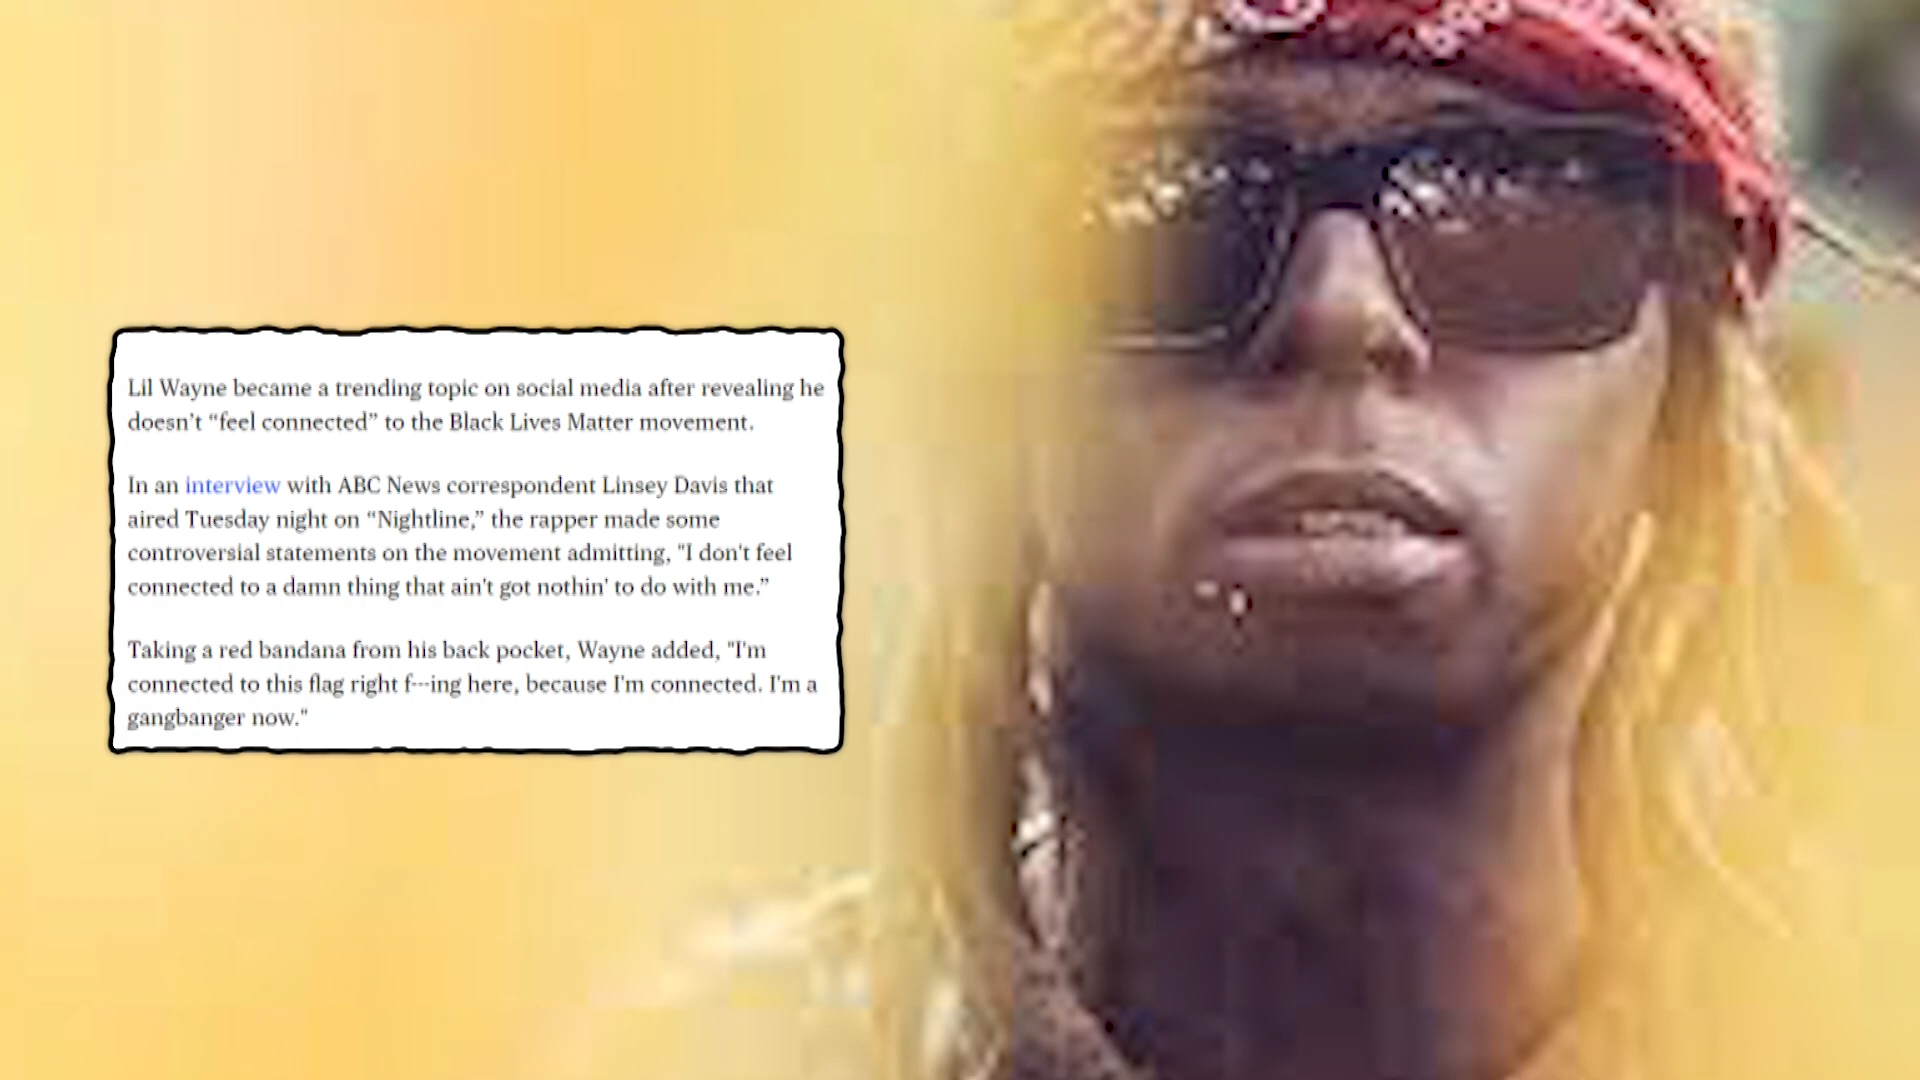 Lil Wayne became a trending topic on social media after revealing he
doesn’t “feel connected” to the Black Lives Matter movement.
In an interview with ABC News correspondent Linsey Davis that
aired Tuesday night on “Nightline,” the rapper made some
controversial statements on the movement admitting, "I don't feel
connected to a damn thing that ain't got nothin' to do with me.”
Taking a red bandana from his back pocket, Wayne added, "I'm
connected to this flag right f---ing here, because I'm connected. I'm a
gangbanger now."